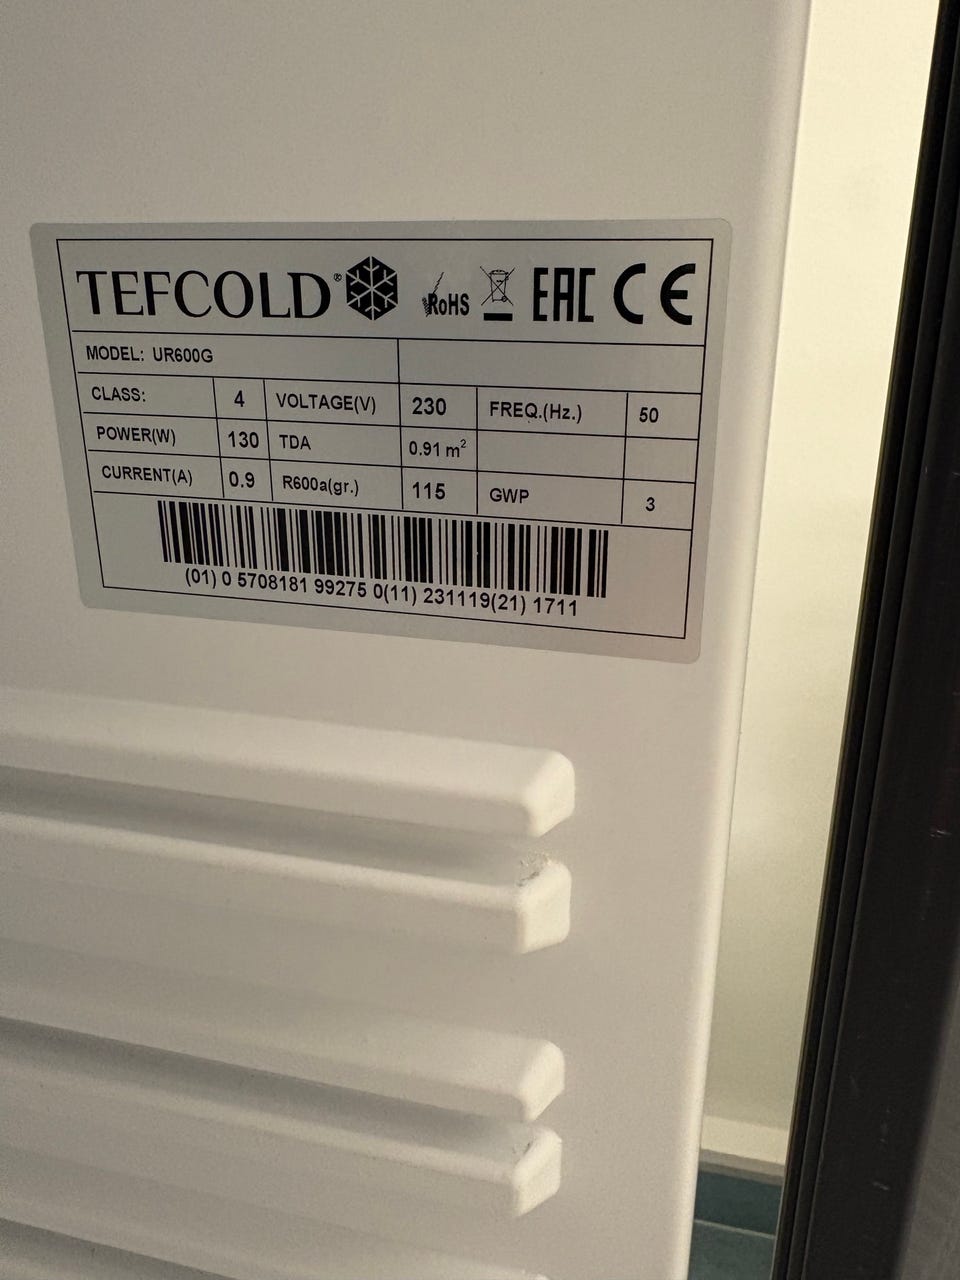 TEFCOLD® RoHS EAC CE
MODEL: UR600G
CLASS: 4 VOLTAGE(V) 230 FREQ.(Hz.) 50
POWER(W) 130 TDA 0.91 m²
CURRENT(A) 0.9 R600a(gr.) 115 GWP 3
(01) 0 5708181 99275 0(11) 231119(21) 1711